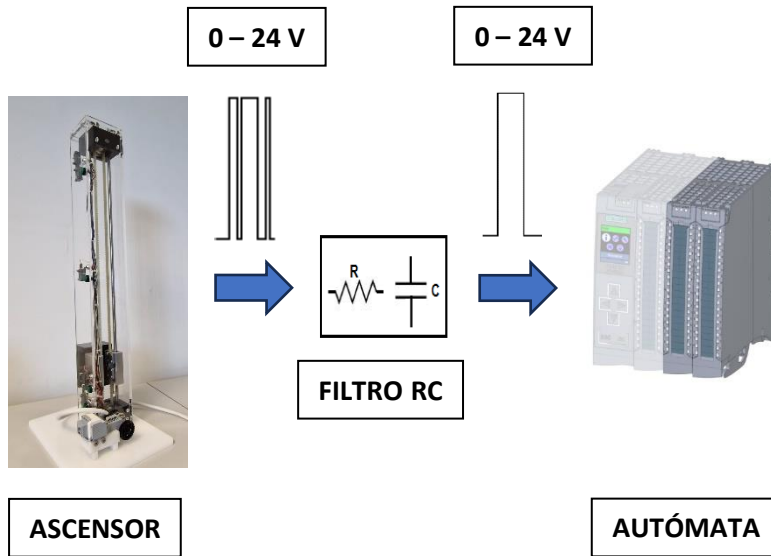 0 – 24 V
0 – 24 V
R
C
FILTRO RC
ASCENSOR
AUTÓMATA